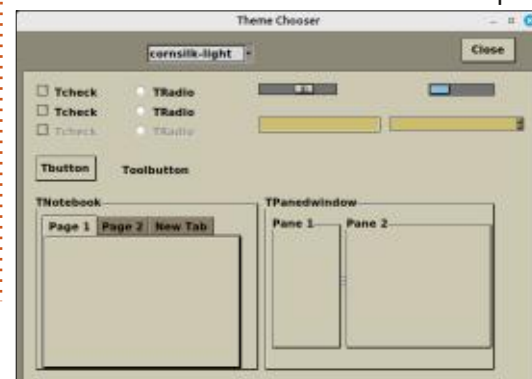 Theme Chooser
cornsilk-light
Close
Tcheck
TRadio
Tcheck
TRadio
Tcheck
TRadio
Tbutton
Toolbutton
TNotebook
TPanedwindow
Page 1 Page 2 New Tab
Pane 1
Pane 2